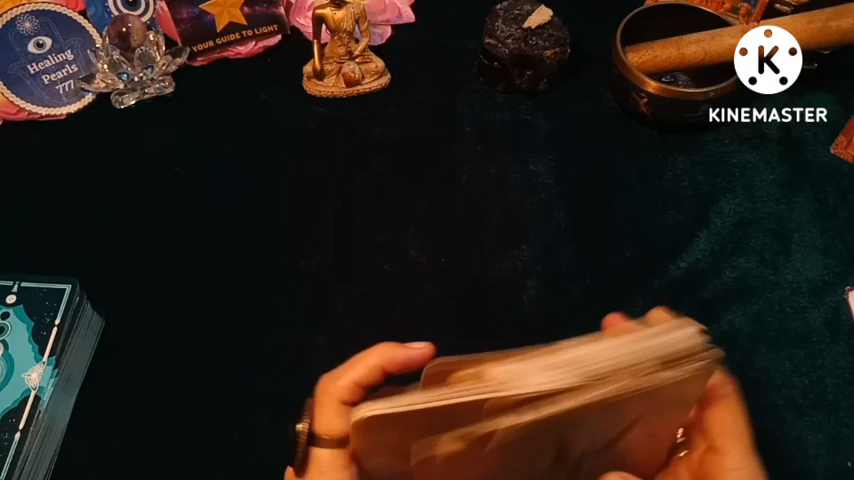 Healing
Pearls
777
YOUR GUIDE TO LIGHT
K
KINEMASTER